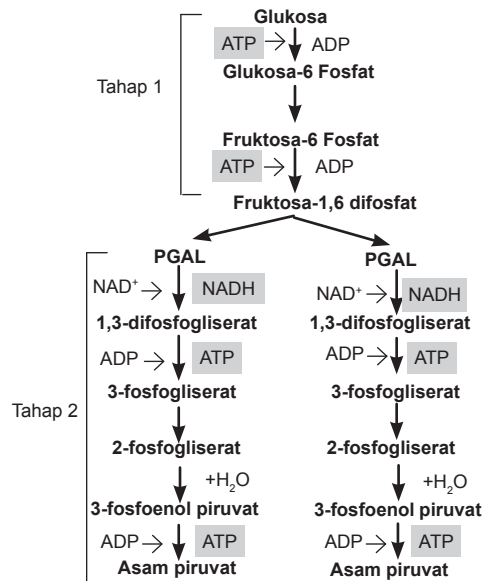 Glukosa
ATP ADP
Glukosa-6 Fosfat
Tahap 1
Fruktosa-6 Fosfat
ATP ADP
Fruktosa-1,6 difosfat
PGAL PGAL
NAD⁺ NADH NAD⁺ NADH
1,3-difosfogliserat 1,3-difosfogliserat
ADP ATP ADP ATP
3-fosfogliserat 3-fosfogliserat
Tahap 2
2-fosfogliserat 2-fosfogliserat
+H₂O +H₂O
3-fosfoenol piruvat 3-fosfoenol piruvat
ADP ATP ADP ATP
Asam piruvat Asam piruvat